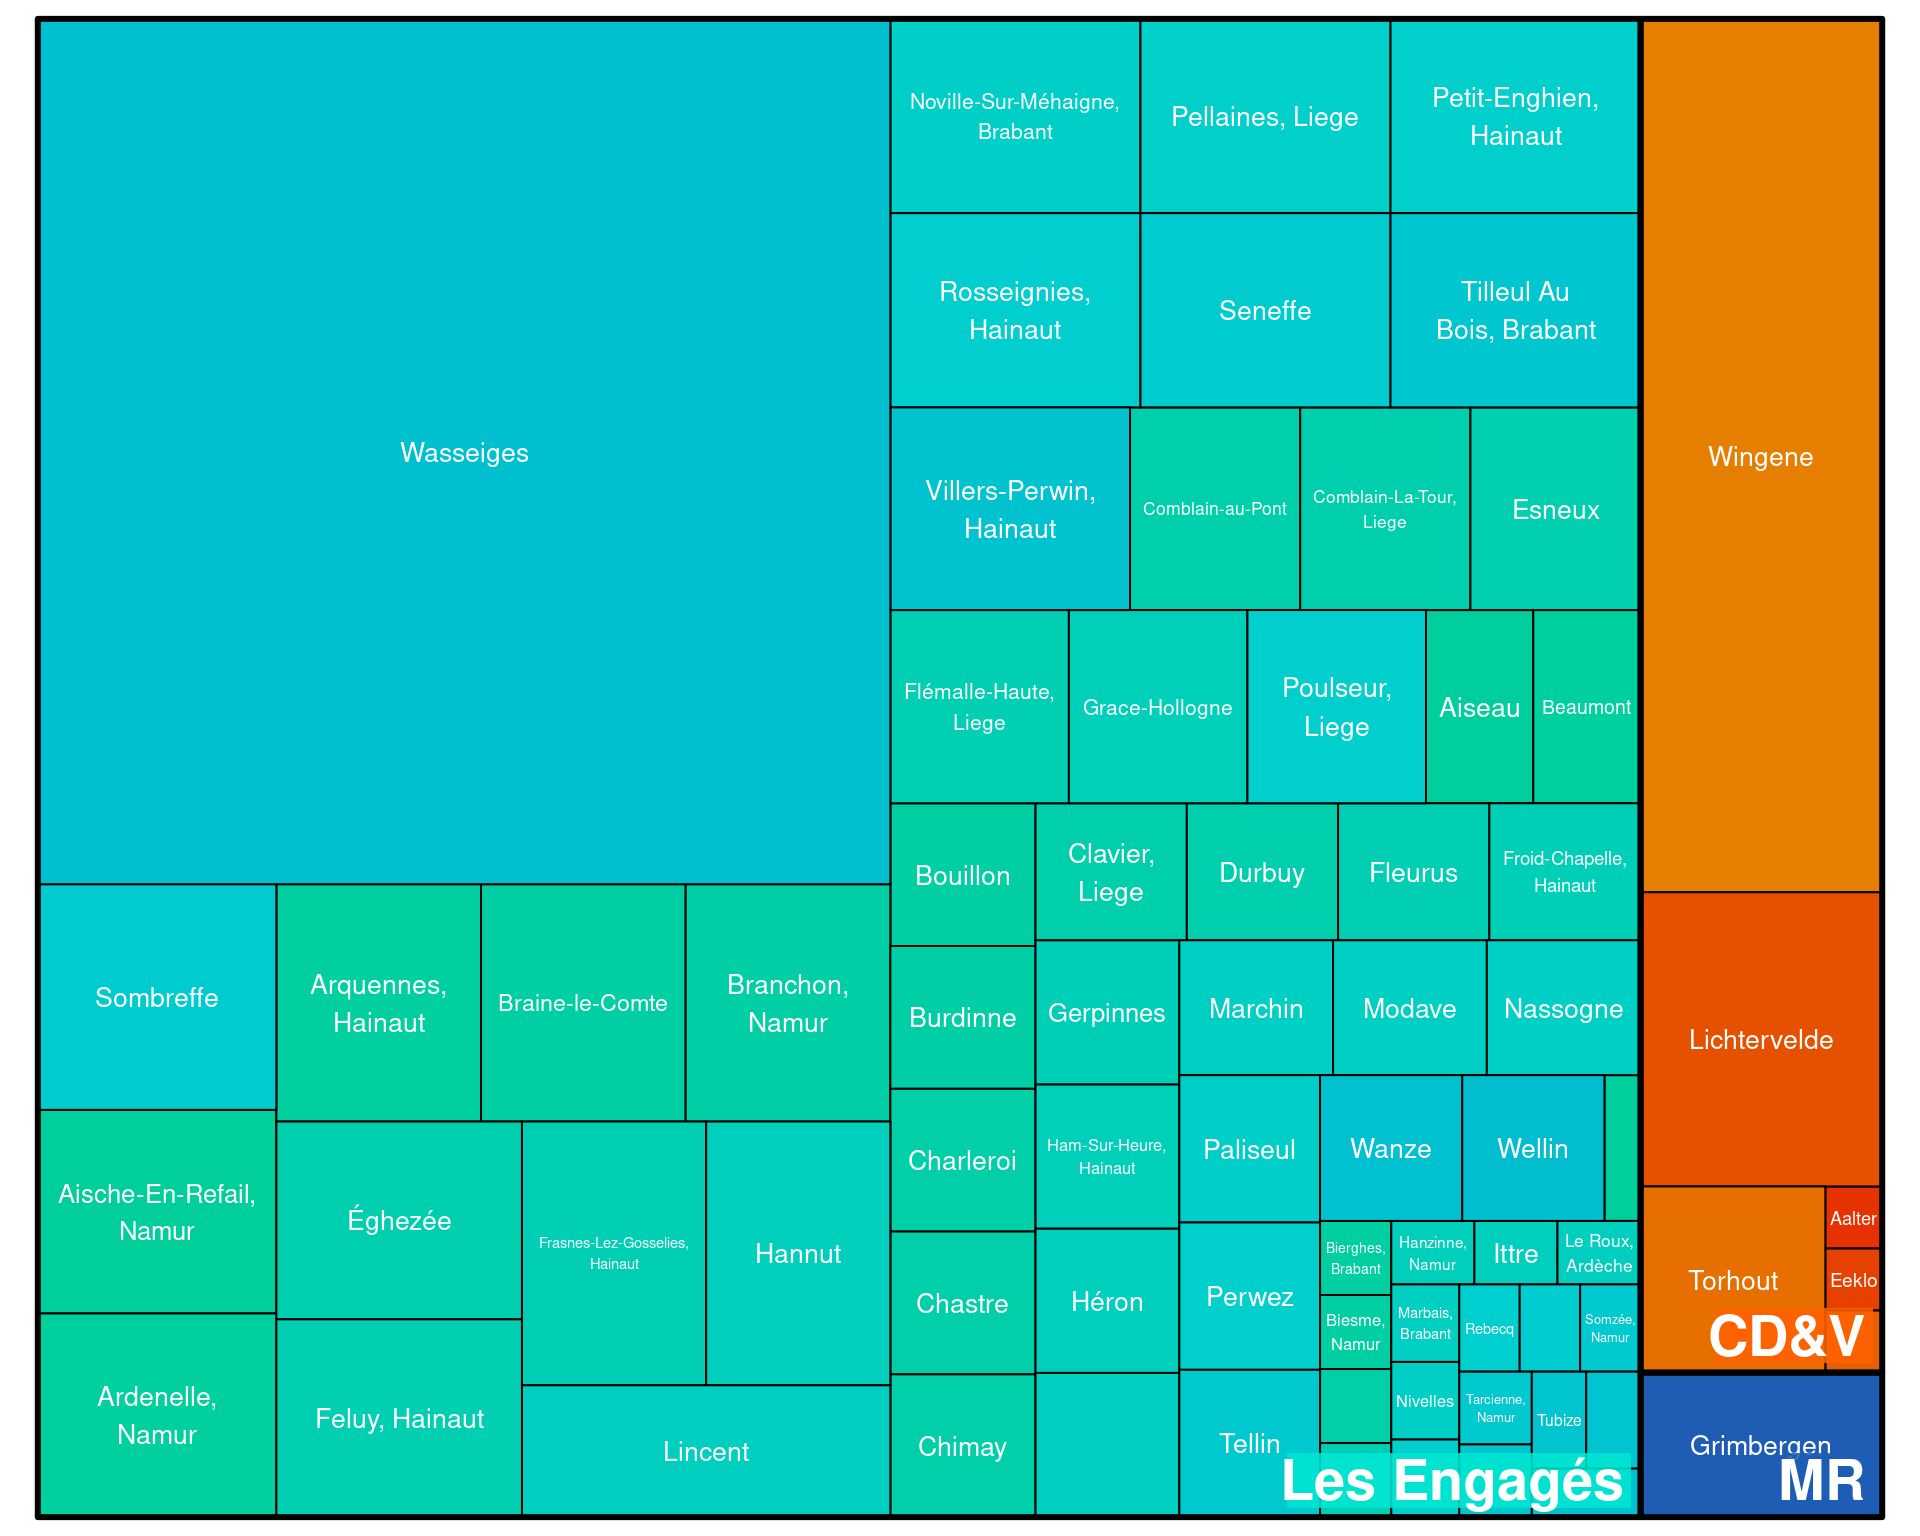 Wasseiges
Noville-Sur-Méhaigne,
Brabant
Pellaines, Liege
Petit-Enghien,
Hainaut
Rosseignies,
Hainaut
Seneffe
Tilleul Au
Bois, Brabant
Villers-Perwin,
Hainaut
Comblain-au-Pont
Comblain-La-Tour,
Liege
Esneux
Flémalle-Haute,
Liege
Grace-Hollogne
Poulseur,
Liege
Aiseau
Beaumont
Bouillon
Clavier,
Liege
Durbuy
Fleurus
Froid-Chapelle,
Hainaut
Sombreffe
Arquennes,
Hainaut
Braine-le-Comte
Branchon,
Namur
Burdinne
Gerpinnes
Marchin
Modave
Nassogne
Aische-En-Refail,
Namur
Éghezée
Frasnes-Lez-Gosselies,
Hainaut
Hannut
Charleroi
Ham-Sur-Heure,
Hainaut
Paliseul
Wanze
Wellin
Chastre
Héron
Perwez
Bierghes,
Brabant
Hanzinne,
Namur
Ittre
Le Roux,
Ardèche
Biesme,
Namur
Marbais,
Brabant
Rebecq
Somzée,
Namur
Ardenelle,
Namur
Feluy, Hainaut
Lincent
Chimay
Tellin
Nivelles
Tarcienne,
Namur
Tubize
Les Engagés
Wingene
Lichtervelde
Torhout
Aalter
Eeklo
CD&V
Grimbergen
MR